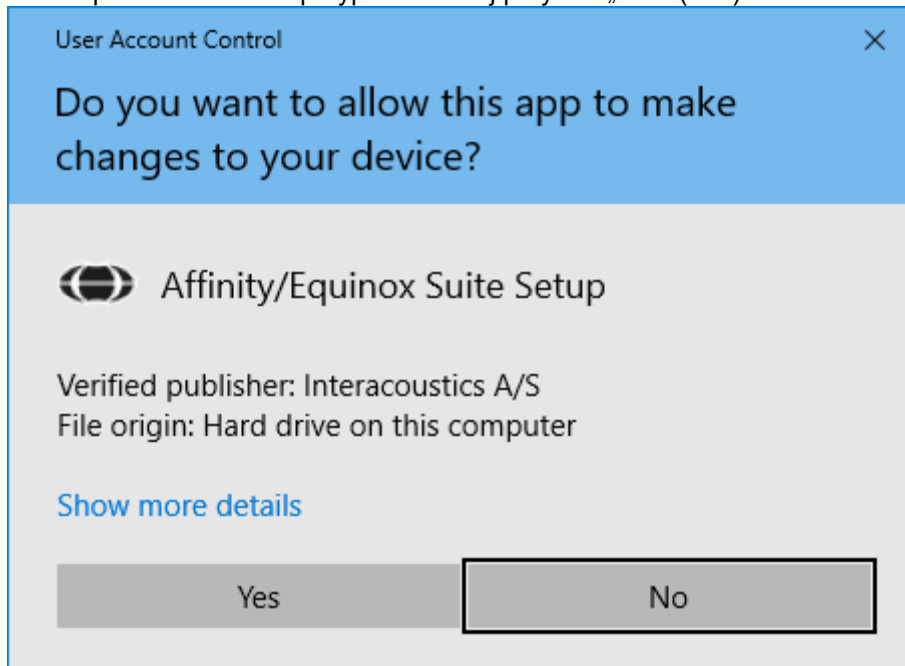 User Account Control
Do you want to allow this app to make
changes to your device?
Affinity/Equinox Suite Setup
Verified publisher: Interacoustics A/S
File origin: Hard drive on this computer
Show more details
Yes
No